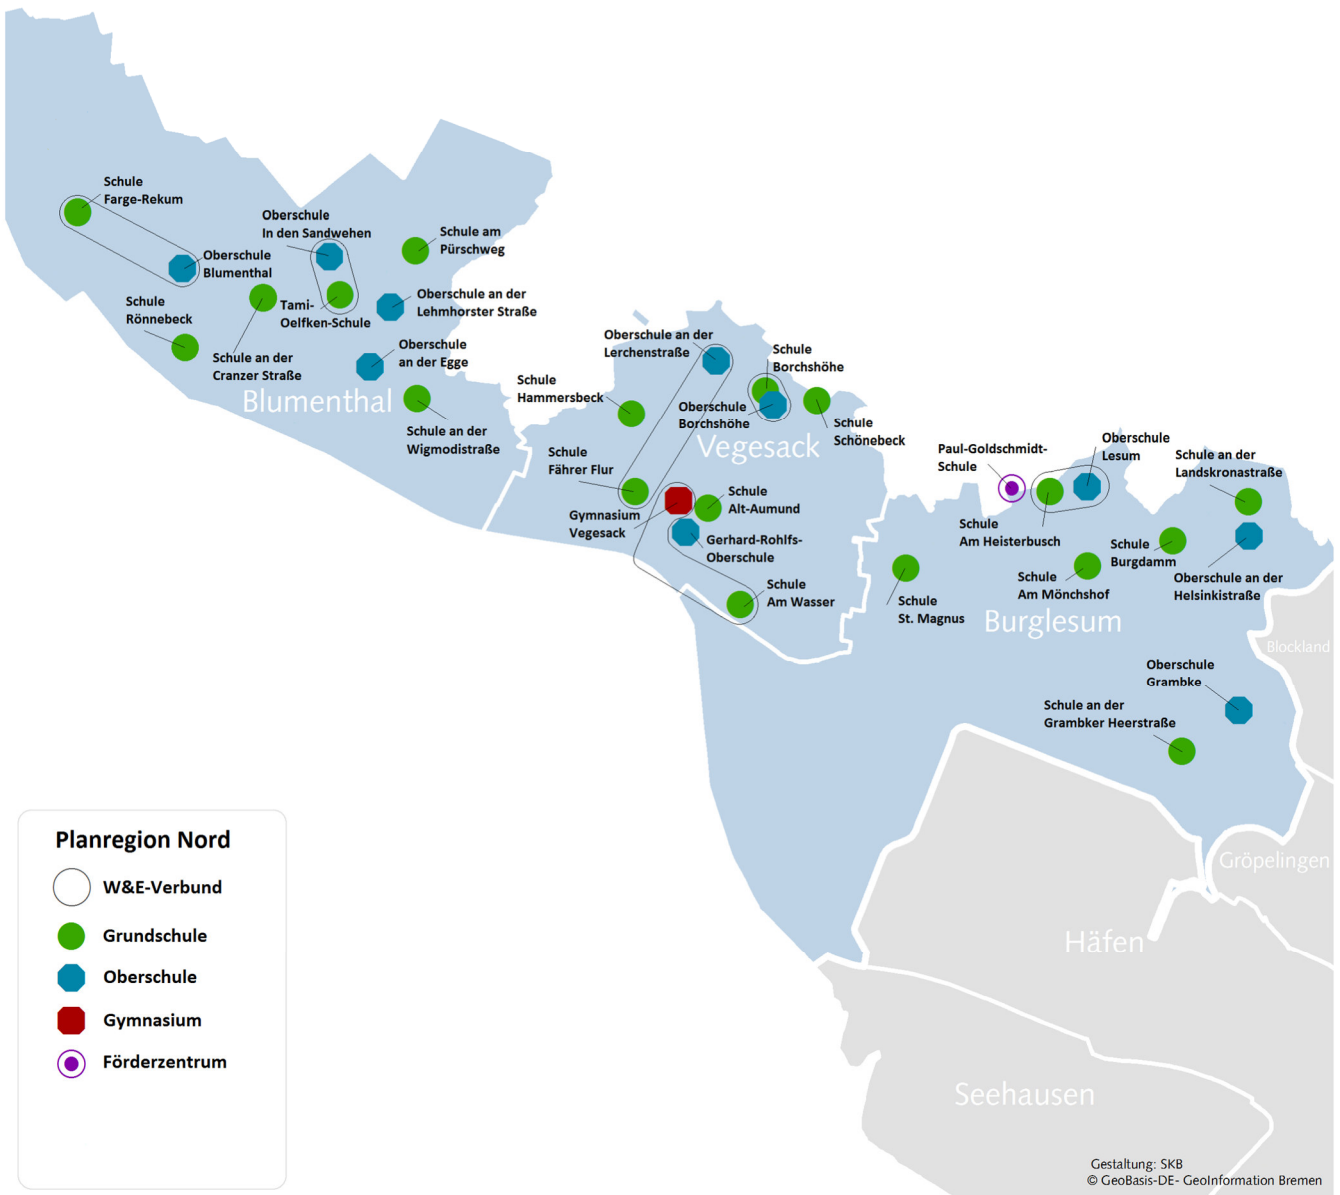 Schule
Farge-Rekum
Oberschule
In den Sandwehen
Schule am
Pürschweg
Oberschule
Blumenthal
Schule
Rönnebeck
Tami-
Oelfken-Schule
Oberschule an der
Lehmhorster Straße
Schule an der
Cranzer Straße
Oberschule
an der Egge
Blumenthal
Schule an der
Wigmodistraße
Oberschule an der
Lerchenstraße
Schule
Borchshöhe
Schule
Hammersbeck
Oberschule
Borchshöhe
Schule
Schönebeck
Vegesack
Schule
Fährer Flur
Gymnasium
Vegesack
Schule
Alt-Aumund
Gerhard-Rohlfs-
Oberschule
Schule
Am Wasser
Paul-Goldschmidt-
Schule
Oberschule
Lesum
Schule an der
Landskronastraße
Schule
Am Heisterbusch
Schule
Burgdamm
Schule
Am Mönchshof
Oberschule an der
Helsinkistraße
Schule
St. Magnus
Burglesum
Blockland
Oberschule
Grambke
Schule an der
Grambker Heerstraße
Gröpelingen
Häfen
Seehausen
Planregion Nord
W&E-Verbund
Grundschule
Oberschule
Gymnasium
Förderzentrum
Gestaltung: SKB
© GeoBasis-DE- GeoInformation Bremen